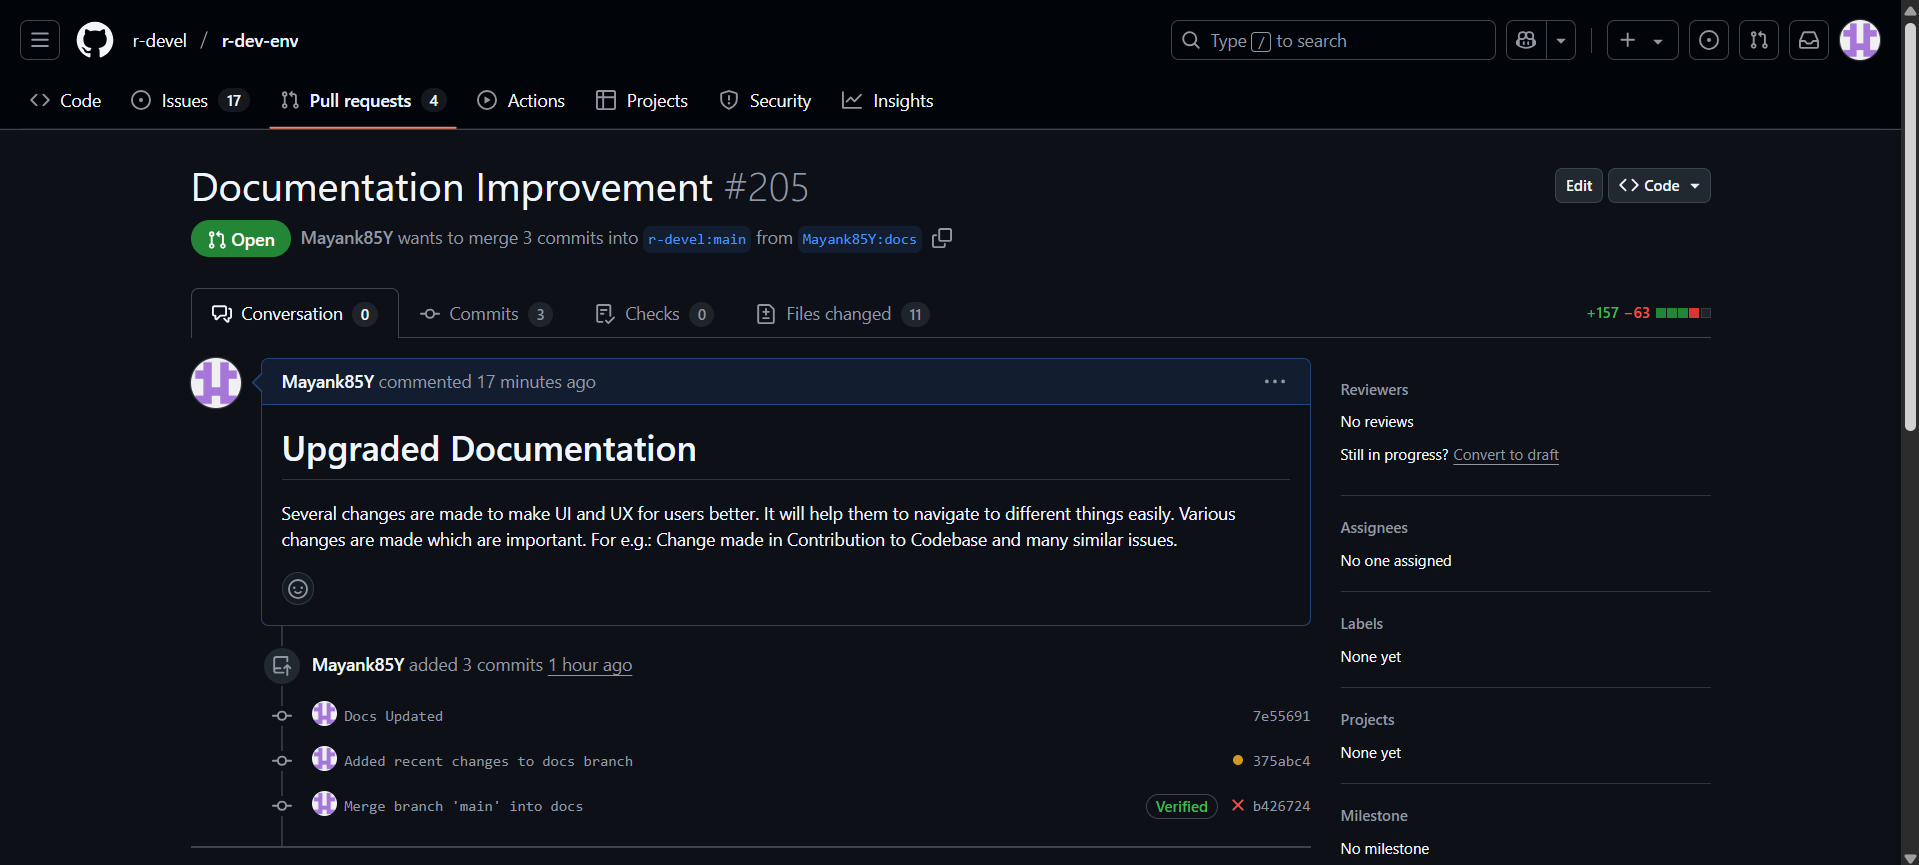 r-devel / r-dev-env
Type / to search
Code
Issues 17
Pull requests 4
Actions
Projects
Security
Insights
Documentation Improvement #205
Edit
Code
Open
Mayank85Y wants to merge 3 commits into r-devel:main from Mayank85Y:docs
Conversation 0
Commits 3
Checks 0
Files changed 11
+157 −63
Mayank85Y commented 17 minutes ago
Upgraded Documentation
Several changes are made to make UI and UX for users better. It will help them to navigate to different things easily. Various
changes are made which are important. For e.g.: Change made in Contribution to Codebase and many similar issues.
Mayank85Y added 3 commits 1 hour ago
Docs Updated 7e55691
Added recent changes to docs branch 375abc4
Merge branch 'main' into docs Verified b426724
Reviewers
No reviews
Still in progress? Convert to draft
Assignees
No one assigned
Labels
None yet
Projects
None yet
Milestone
No milestone